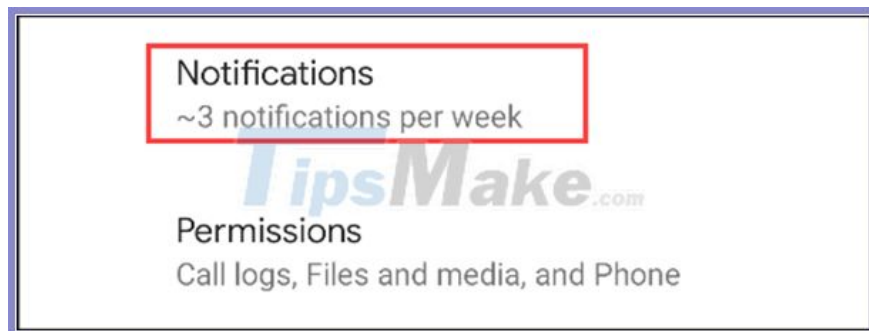 Notifications
~3 notifications per week
TipsMake.com
Permissions
Call logs, Files and media, and Phone